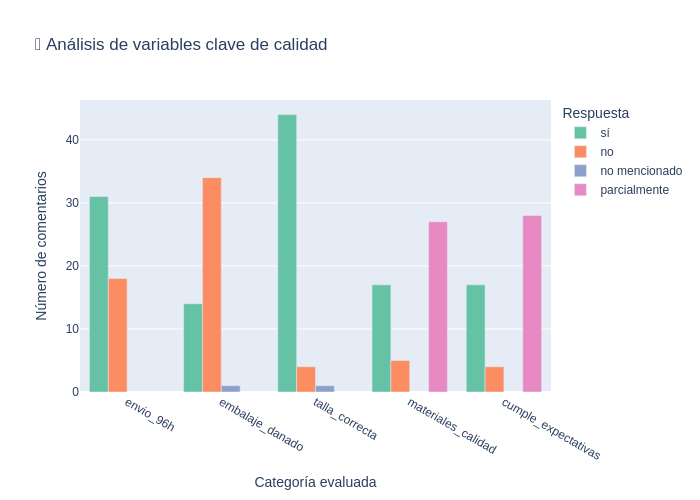 Análisis de variables clave de calidad
Respuesta
sí
no
no mencionado
parcialmente
Número de comentarios
40
30
20
10
0
envio_96h
embalaje_danado
talla_correcta
materiales_calidad
cumple_expectativas
Categoría evaluada